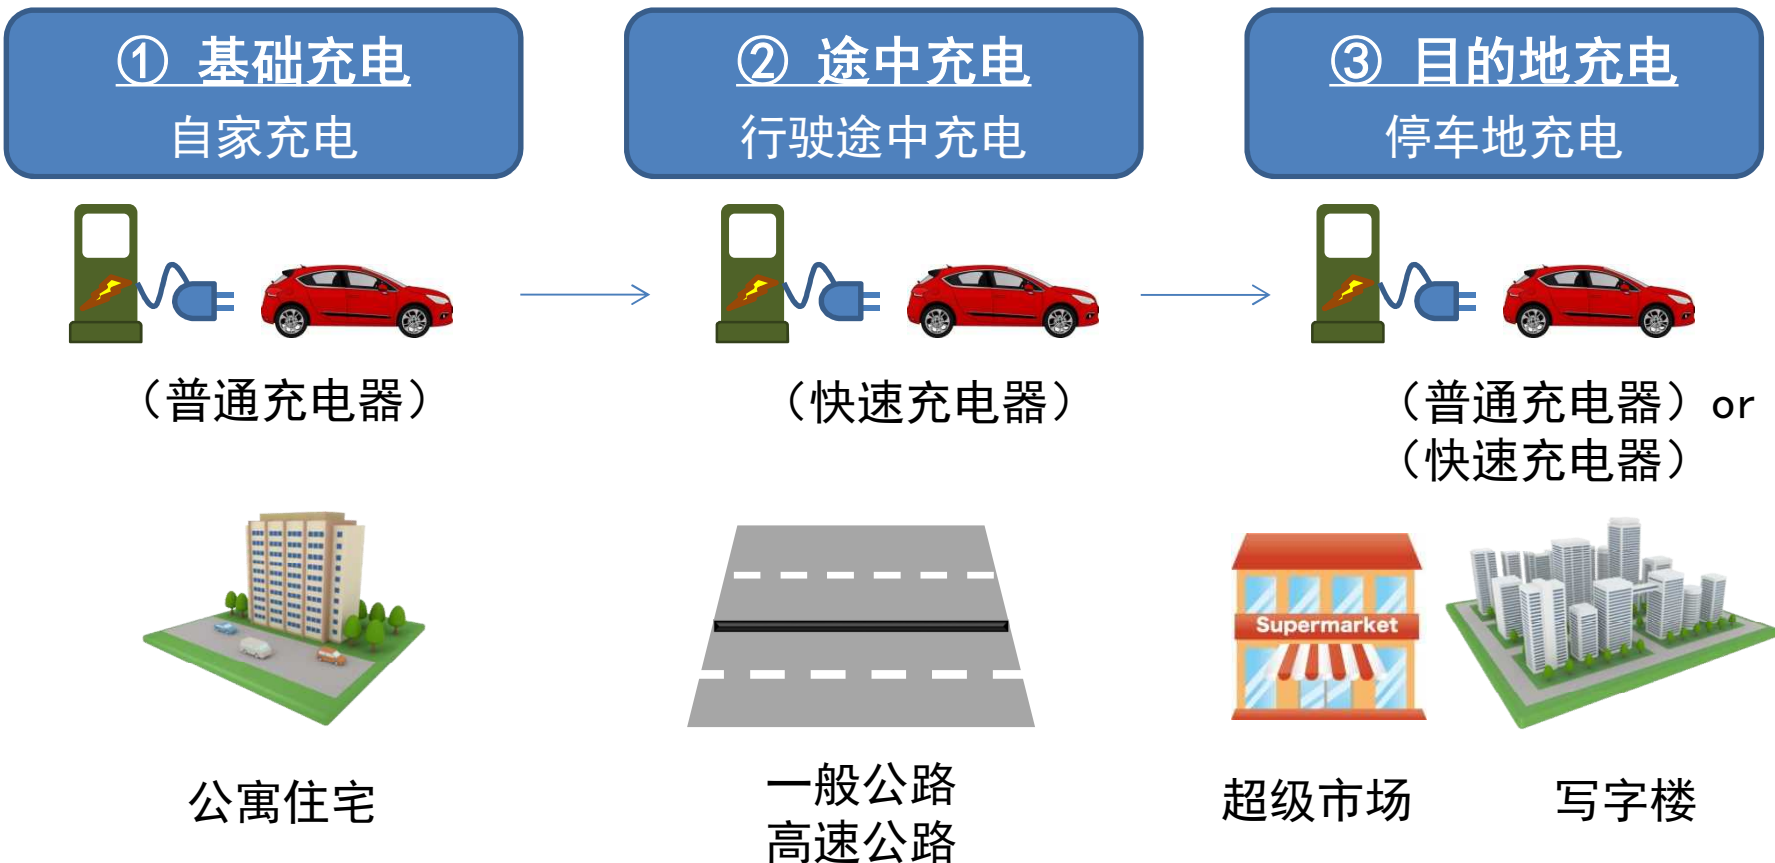 ① 基础充电
自家充电
② 途中充电
行驶途中充电
③ 目的地充电
停车地充电
（普通充电器）
（快速充电器）
（普通充电器）or
（快速充电器）
Supermarket
公寓住宅
一般公路
高速公路
超级市场
写字楼